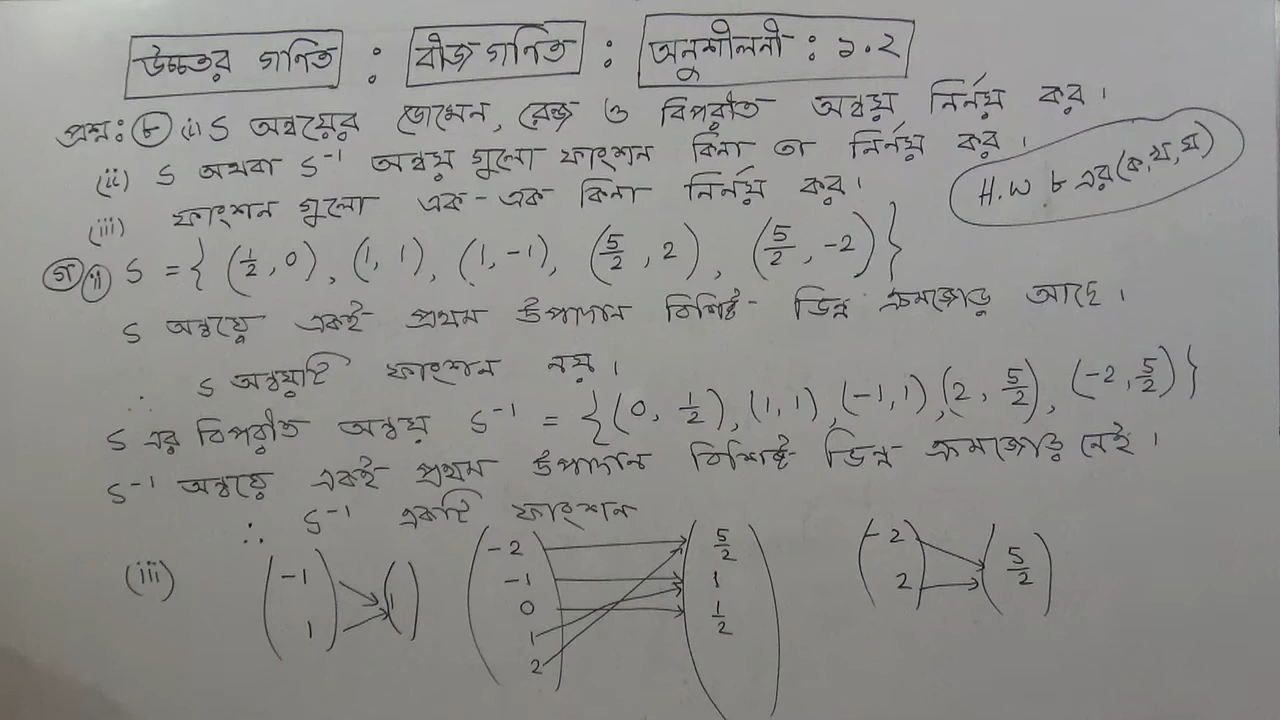 উচ্চতর গণিত : বীজ গণিত : অনুশীলনী : ১.২
প্রশ্ন: ৮ (i) S অন্বয়ের ডোমেন, রেঞ্জ ও বিপরীত অন্বয় নির্নয় কর।
(ii) S অথবা S⁻¹ অন্বয় গুলো ফাংশন কিনা তা নির্নয় কর।
(iii) ফাংশন গুলো এক-এক কিনা নির্নয় কর।
H.W ৮ এর (ক, খ, ঘ)
গ (ii) S = { (1/2, 0), (1, 1), (1, -1), (5/2, 2), (5/2, -2) }
S অন্বয়ে একই প্রথম উপাদান বিশিষ্ট ভিন্ন ক্রমজোড় আছে।
∴ S অন্বয়টি ফাংশন নয়।
S এর বিপরীত অন্বয় S⁻¹ = { (0, 1/2), (1, 1), (-1, 1), (2, 5/2), (-2, 5/2) }
S⁻¹ অন্বয়ে একই প্রথম উপাদান বিশিষ্ট ভিন্ন ক্রমজোড় নেই।
∴ S⁻¹ একটি ফাংশন
(iii)
-1
1
1
-2
-1
0
1
2
5/2
1
1/2
-2
2
5/2